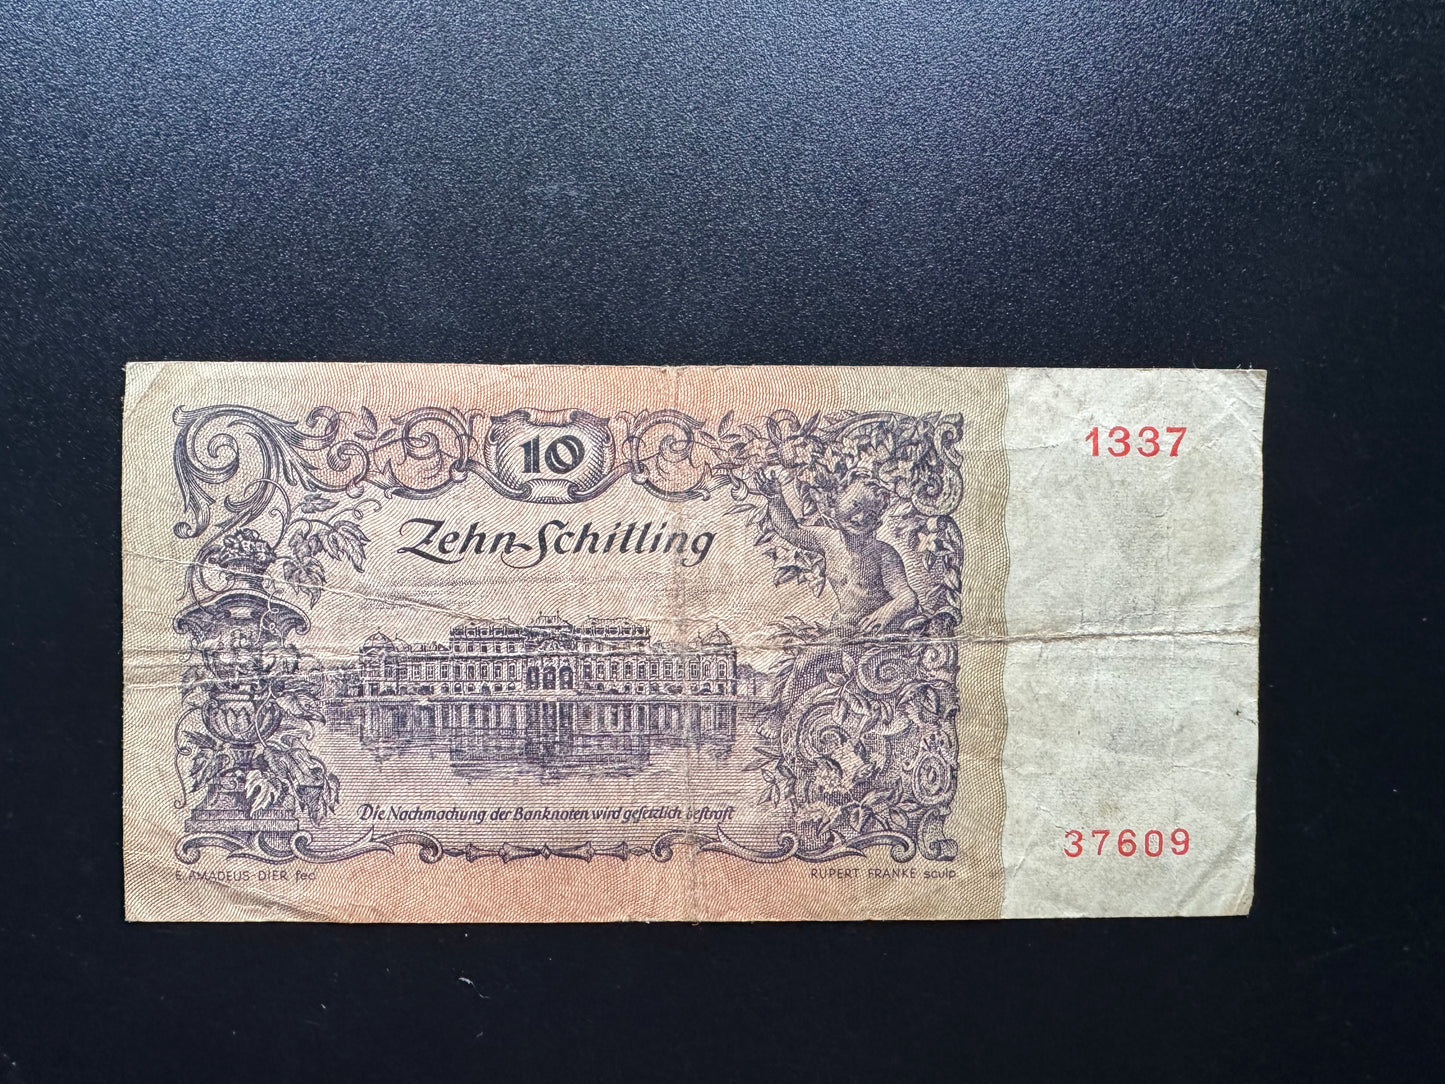 10
1337
Zehn Schilling
Die Nachmachung der Banknoten wird gesetzlich bestraft
37609
E. AMADEUS-DIER fec.
RUPERT FRANKE sculp